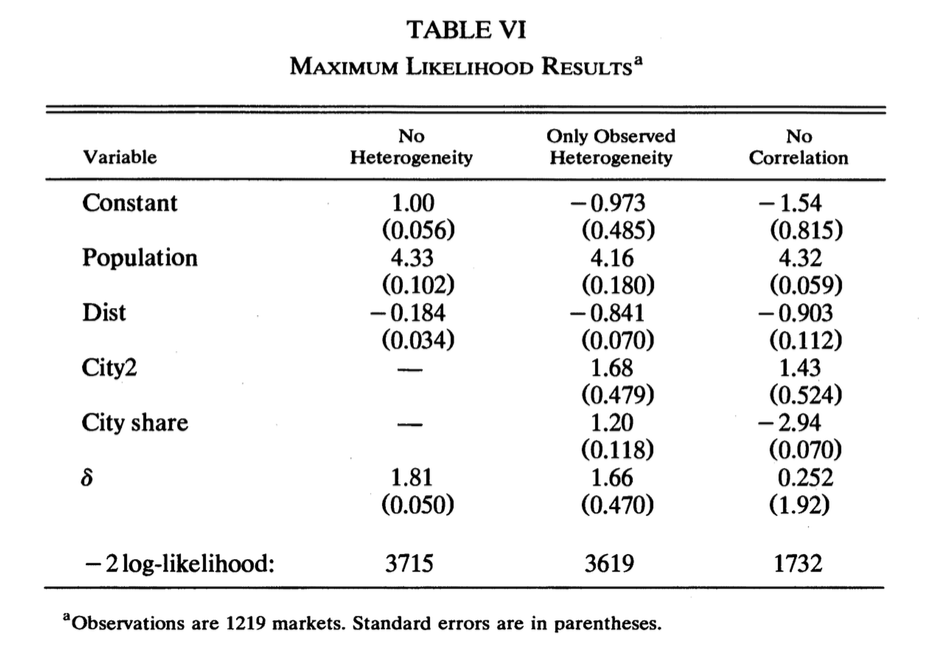 TABLE VI
MAXIMUM LIKELIHOOD RESULTSᵃ
Variable No Heterogeneity Only Observed Heterogeneity No Correlation
Constant 1.00 −0.973 −1.54
(0.056) (0.485) (0.815)
Population 4.33 4.16 4.32
(0.102) (0.180) (0.059)
Dist −0.184 −0.841 −0.903
(0.034) (0.070) (0.112)
City2 — 1.68 1.43
(0.479) (0.524)
City share — 1.20 −2.94
(0.118) (0.070)
δ 1.81 1.66 0.252
(0.050) (0.470) (1.92)
−2 log-likelihood: 3715 3619 1732
ᵃObservations are 1219 markets. Standard errors are in parentheses.